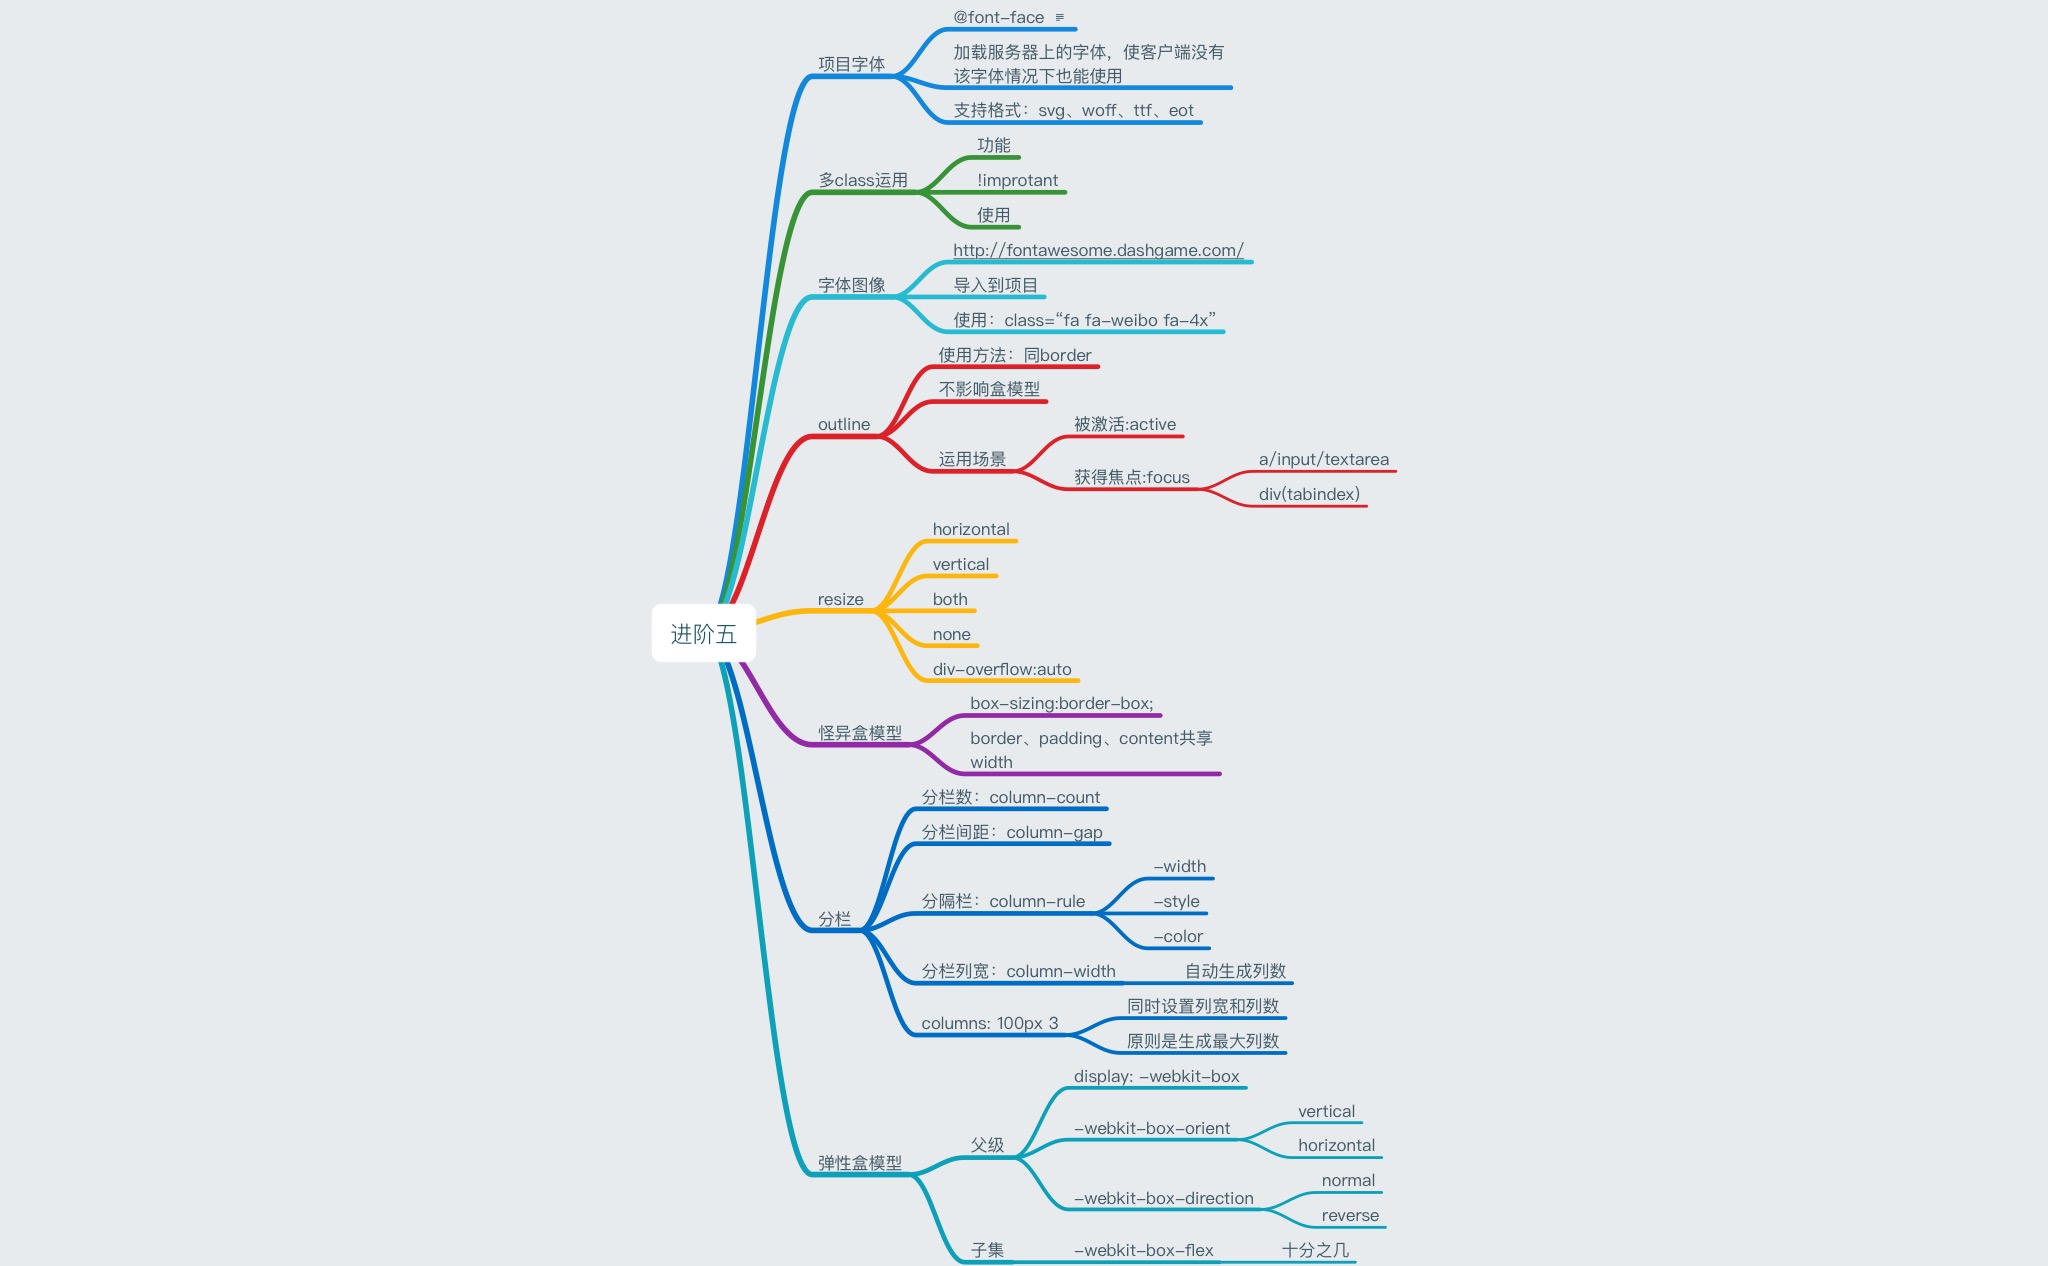 进阶五
项目字体
@font-face
加载服务器上的字体，使客户端没有
该字体情况下也能使用
支持格式：svg、woff、ttf、eot
多class运用
功能
!improtant
使用
字体图像
http://fontawesome.dashgame.com/
导入到项目
使用：class=“fa fa-weibo fa-4x”
outline
使用方法：同border
不影响盒模型
运用场景
被激活:active
获得焦点:focus
a/input/textarea
div(tabindex)
resize
horizontal
vertical
both
none
div-overflow:auto
怪异盒模型
box-sizing:border-box;
border、padding、content共享
width
分栏
分栏数：column-count
分栏间距：column-gap
分隔栏：column-rule
-width
-style
-color
分栏列宽：column-width
自动生成列数
columns: 100px 3
同时设置列宽和列数
原则是生成最大列数
弹性盒模型
父级
display: -webkit-box
-webkit-box-orient
vertical
horizontal
-webkit-box-direction
normal
reverse
子集
-webkit-box-flex
十分之几